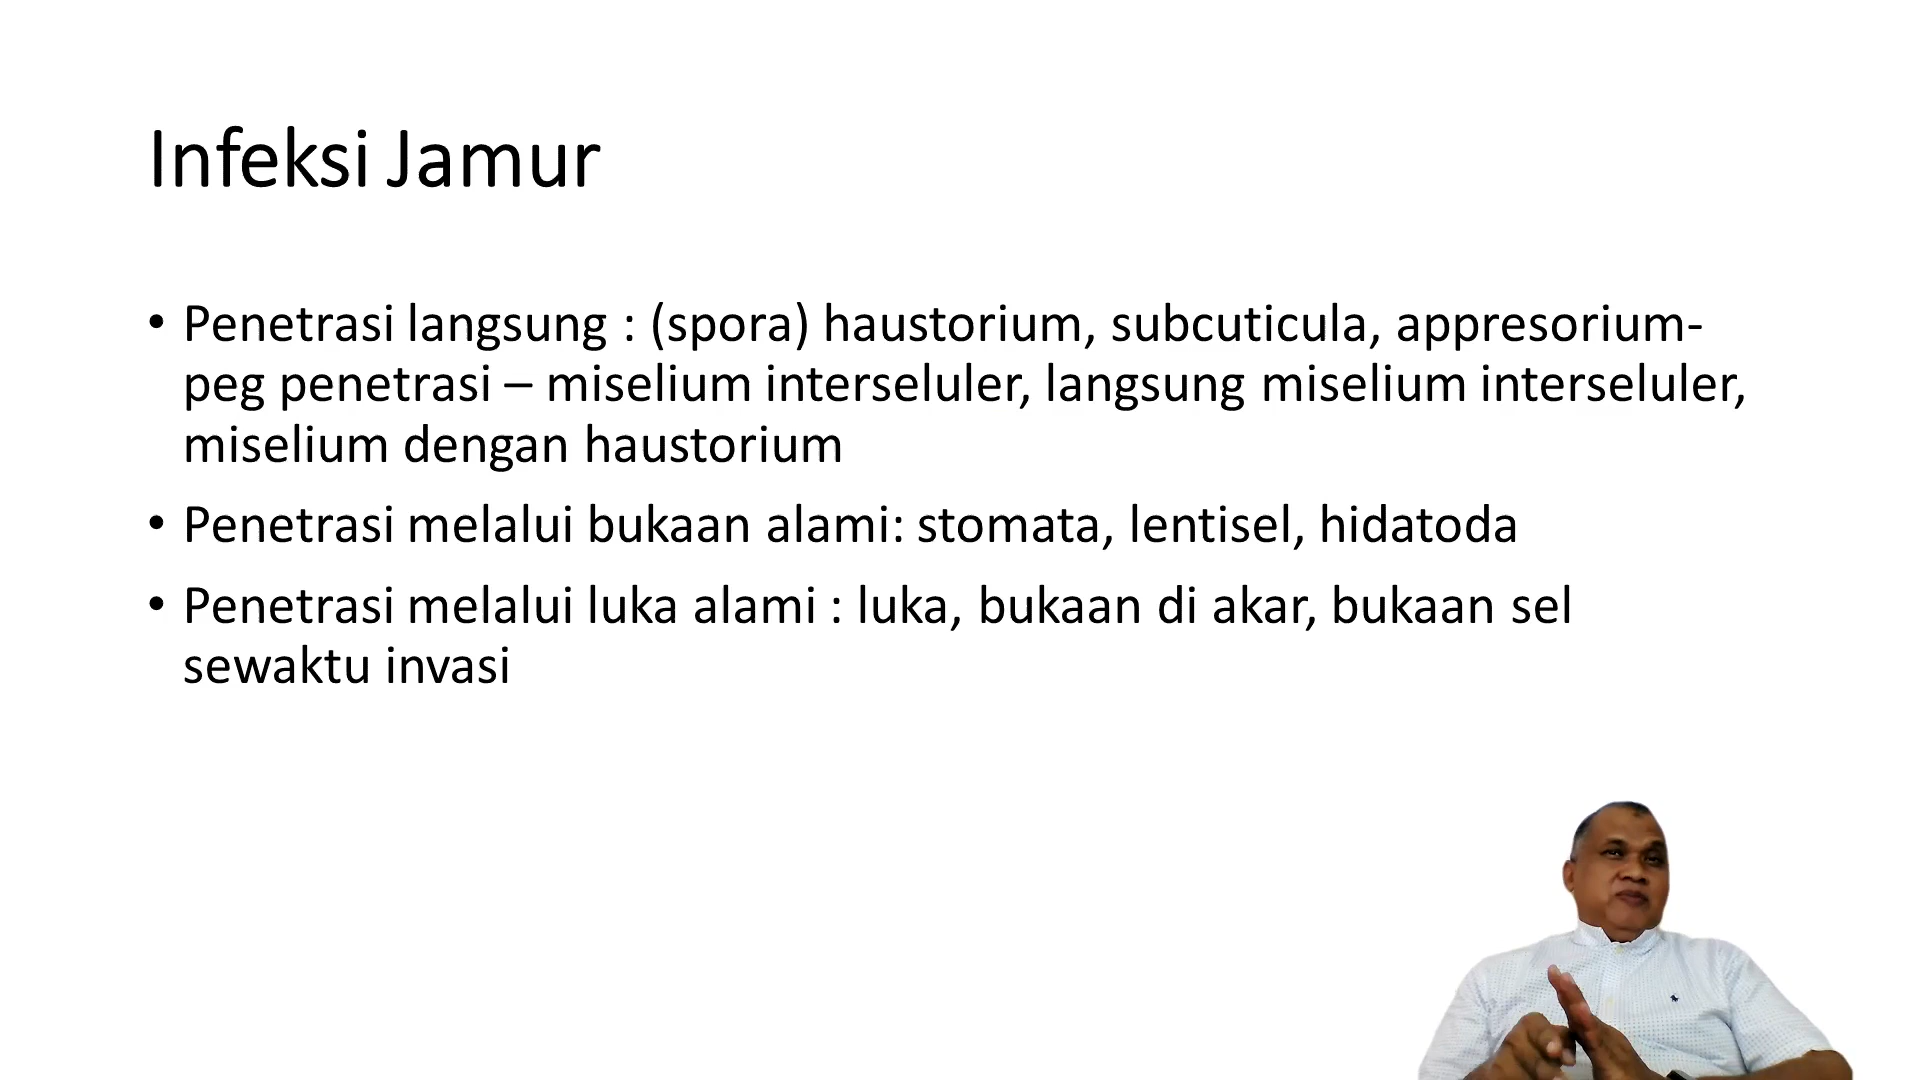 Infeksi Jamur
• Penetrasi langsung : (spora) haustorium, subcuticula, appresorium-
peg penetrasi – miselium interseluler, langsung miselium interseluler,
miselium dengan haustorium
• Penetrasi melalui bukaan alami: stomata, lentisel, hidatoda
• Penetrasi melalui luka alami : luka, bukaan di akar, bukaan sel
sewaktu invasi